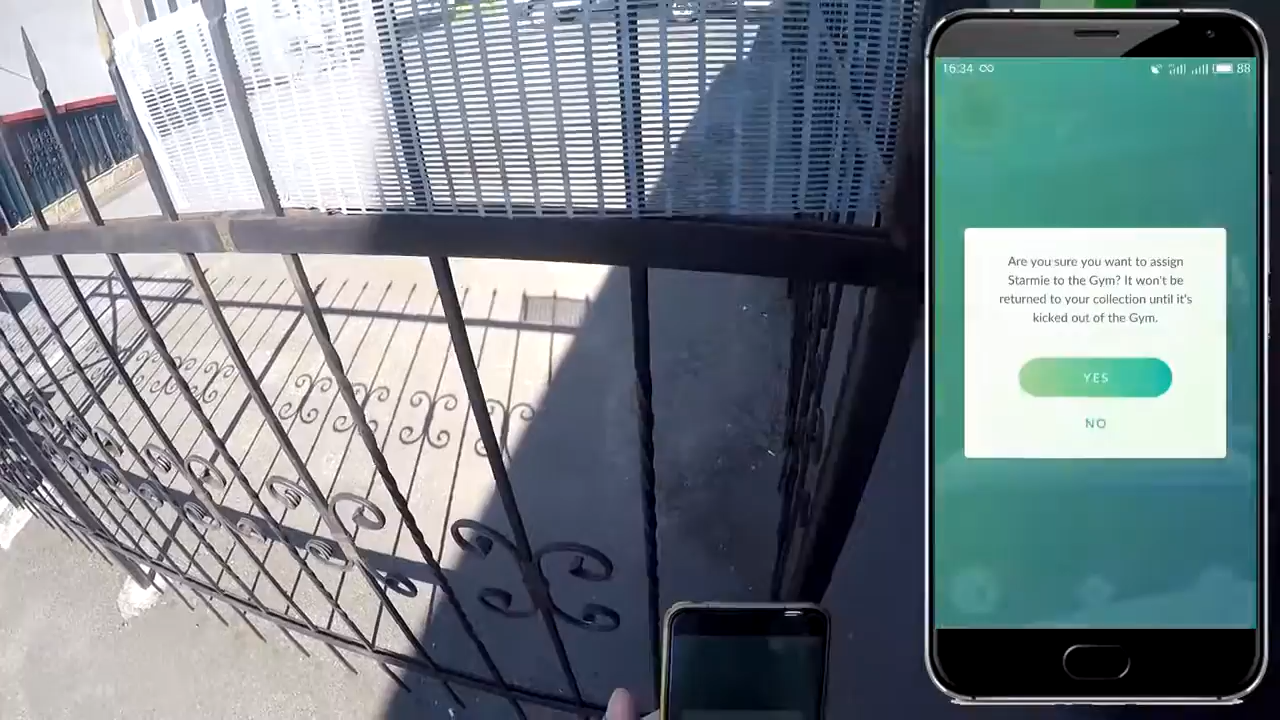 16:34
88
Are you sure you want to assign
Starmie to the Gym? It won't be
returned to your collection until it's
kicked out of the Gym.
YES
NO